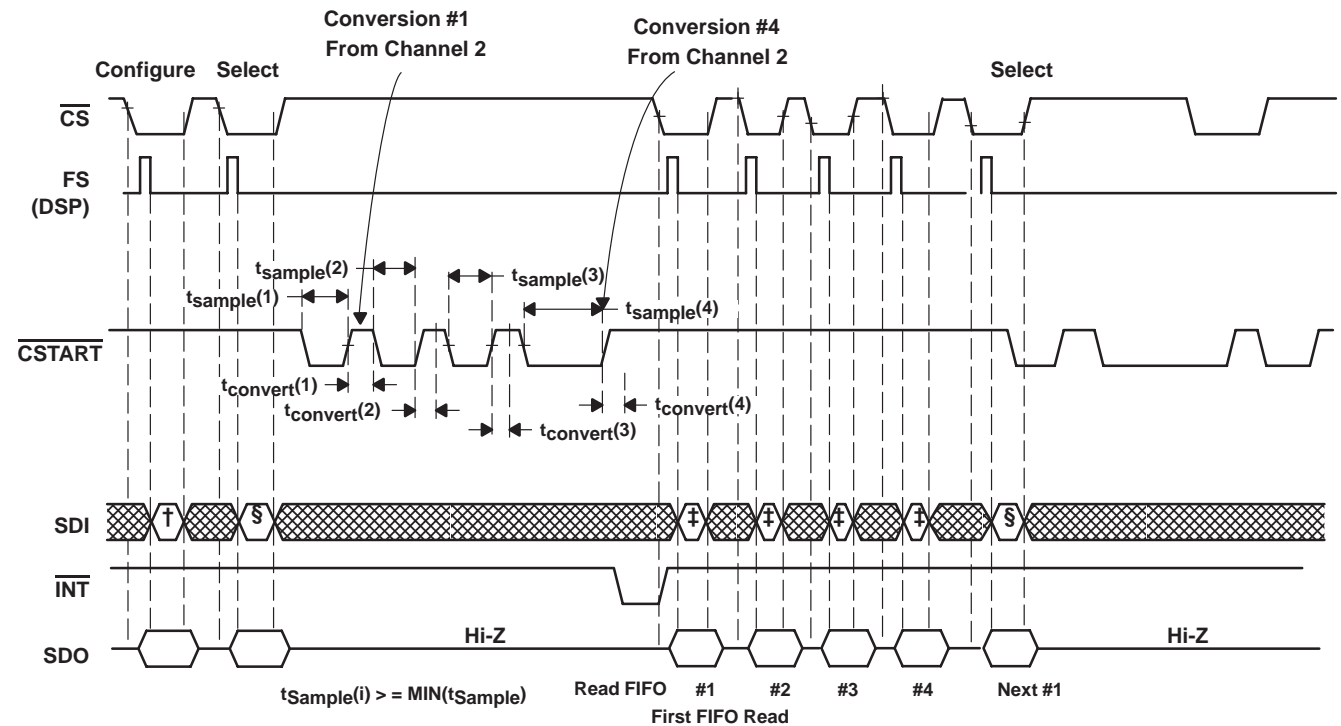 Conversion #1
From Channel 2
Conversion #4
From Channel 2
Configure
Select
Select
CS
FS
(DSP)
tsample(2)
tsample(3)
tsample(1)
tsample(4)
CSTART
tconvert(1)
tconvert(2)
tconvert(4)
tconvert(3)
SDI
†
§
‡
‡
‡
‡
§
INT
Hi-Z
Hi-Z
SDO
tSample(i) > = MIN(tSample)
Read FIFO
#1
#2
#3
#4
Next #1
First FIFO Read